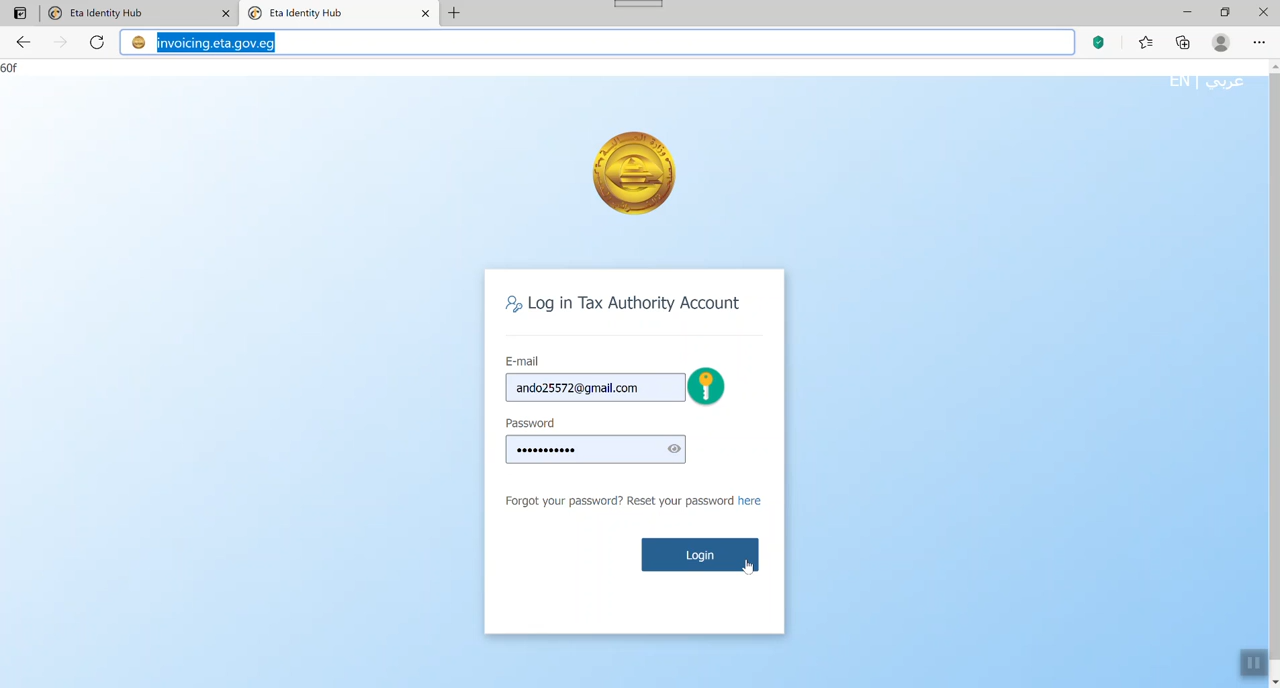 Eta Identity Hub
Eta Identity Hub
invoicing.eta.gov.eg
60f
EN | عربي
Log in Tax Authority Account
E-mail
ando25572@gmail.com
Password
•••••••••••
Forgot your password? Reset your password here
Login